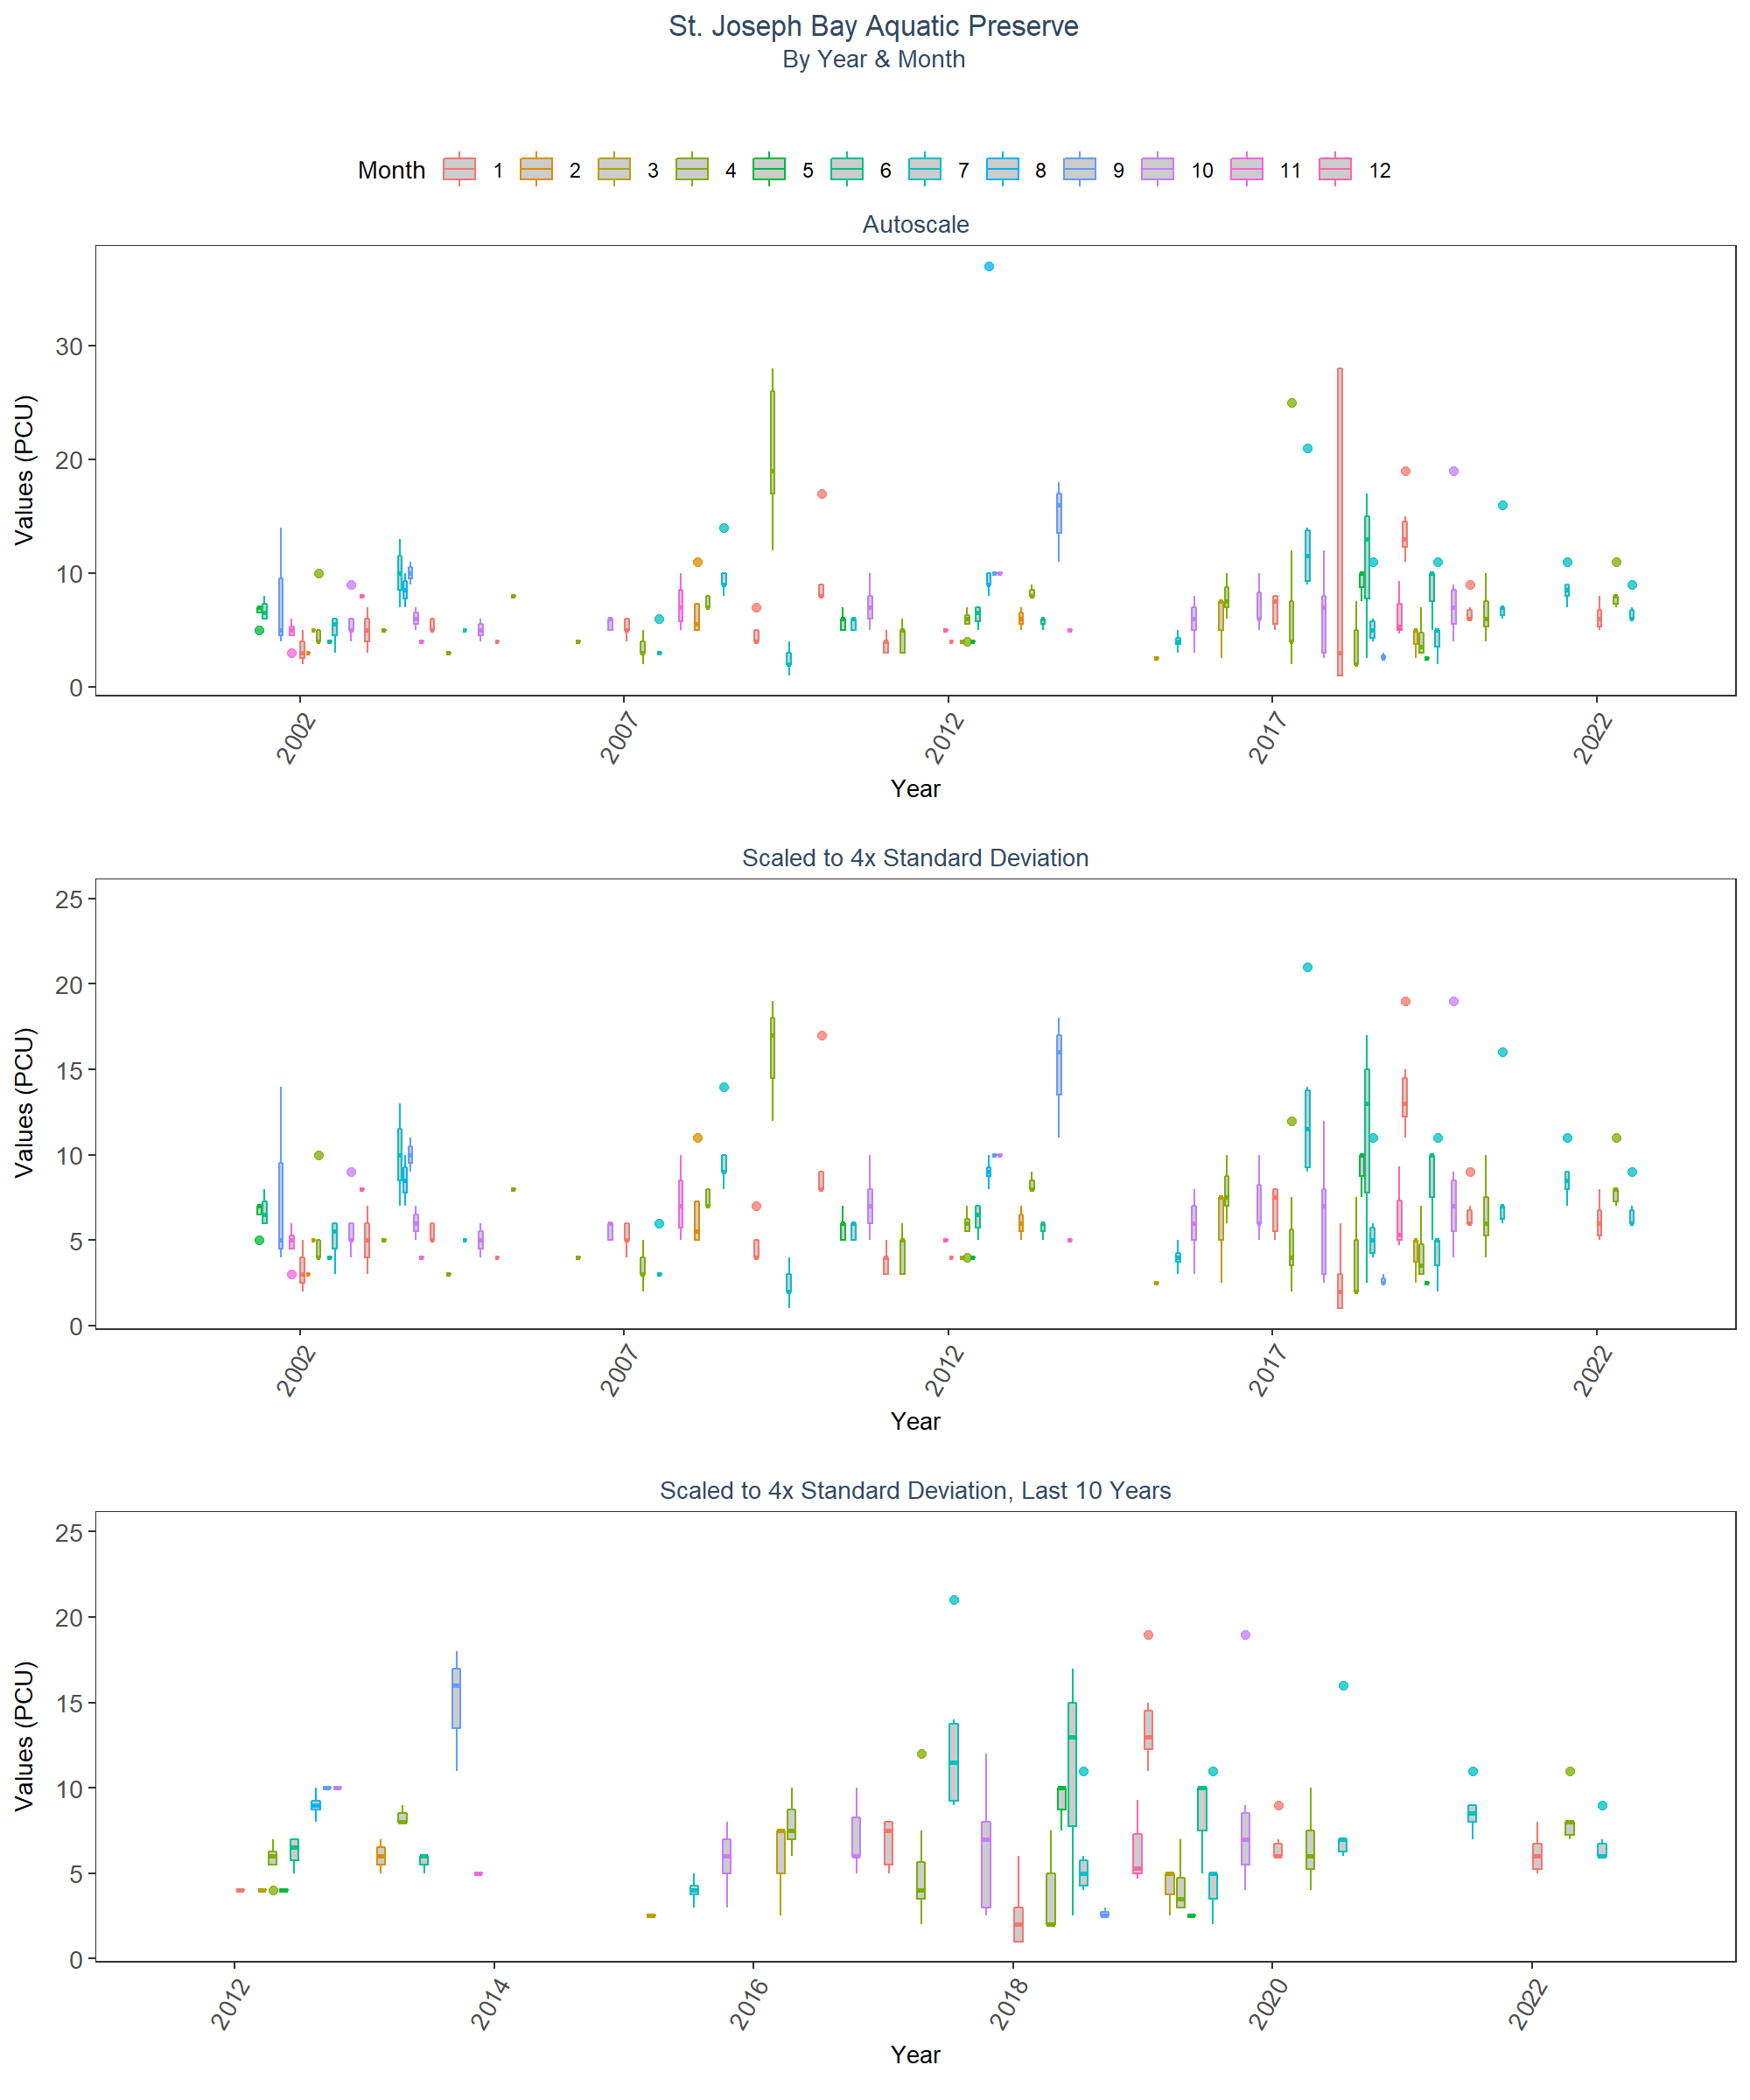 St. Joseph Bay Aquatic Preserve
By Year & Month
Month 1 2 3 4 5 6 7 8 9 10 11 12
Autoscale
Values (PCU)
30
20
10
0
2002 2007 2012 2017 2022
Year
Scaled to 4x Standard Deviation
Values (PCU)
25
20
15
10
5
0
2002 2007 2012 2017 2022
Year
Scaled to 4x Standard Deviation, Last 10 Years
Values (PCU)
25
20
15
10
5
0
2012 2014 2016 2018 2020 2022
Year